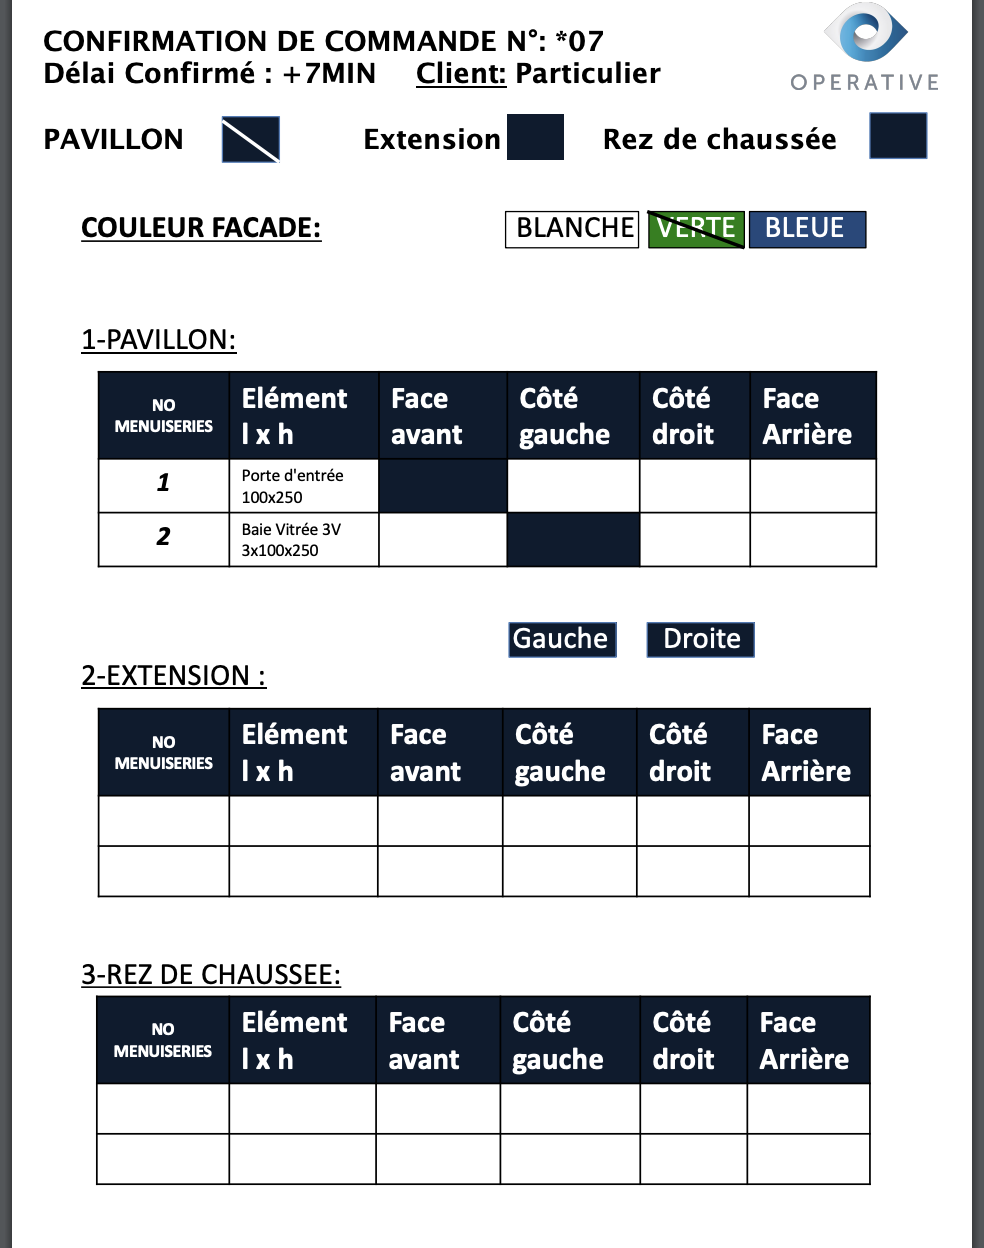 CONFIRMATION DE COMMANDE N°: *07
Délai Confirmé : +7MIN Client: Particulier
OPERATIVE
PAVILLON Extension Rez de chaussée
COULEUR FACADE: BLANCHE VERTE BLEUE
1-PAVILLON:
NO MENUISERIES Elément l x h Face avant Côté gauche Côté droit Face Arrière
1 Porte d'entrée 100x250
2 Baie Vitrée 3V 3x100x250
Gauche Droite
2-EXTENSION :
NO MENUISERIES Elément l x h Face avant Côté gauche Côté droit Face Arrière
3-REZ DE CHAUSSEE:
NO MENUISERIES Elément l x h Face avant Côté gauche Côté droit Face Arrière